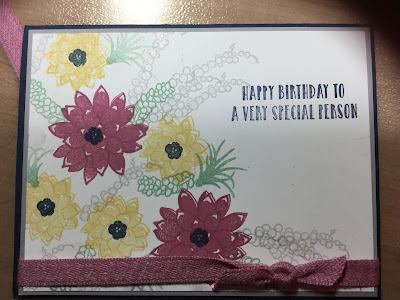 HAPPY BIRTHDAY TO
A VERY SPECIAL PERSON